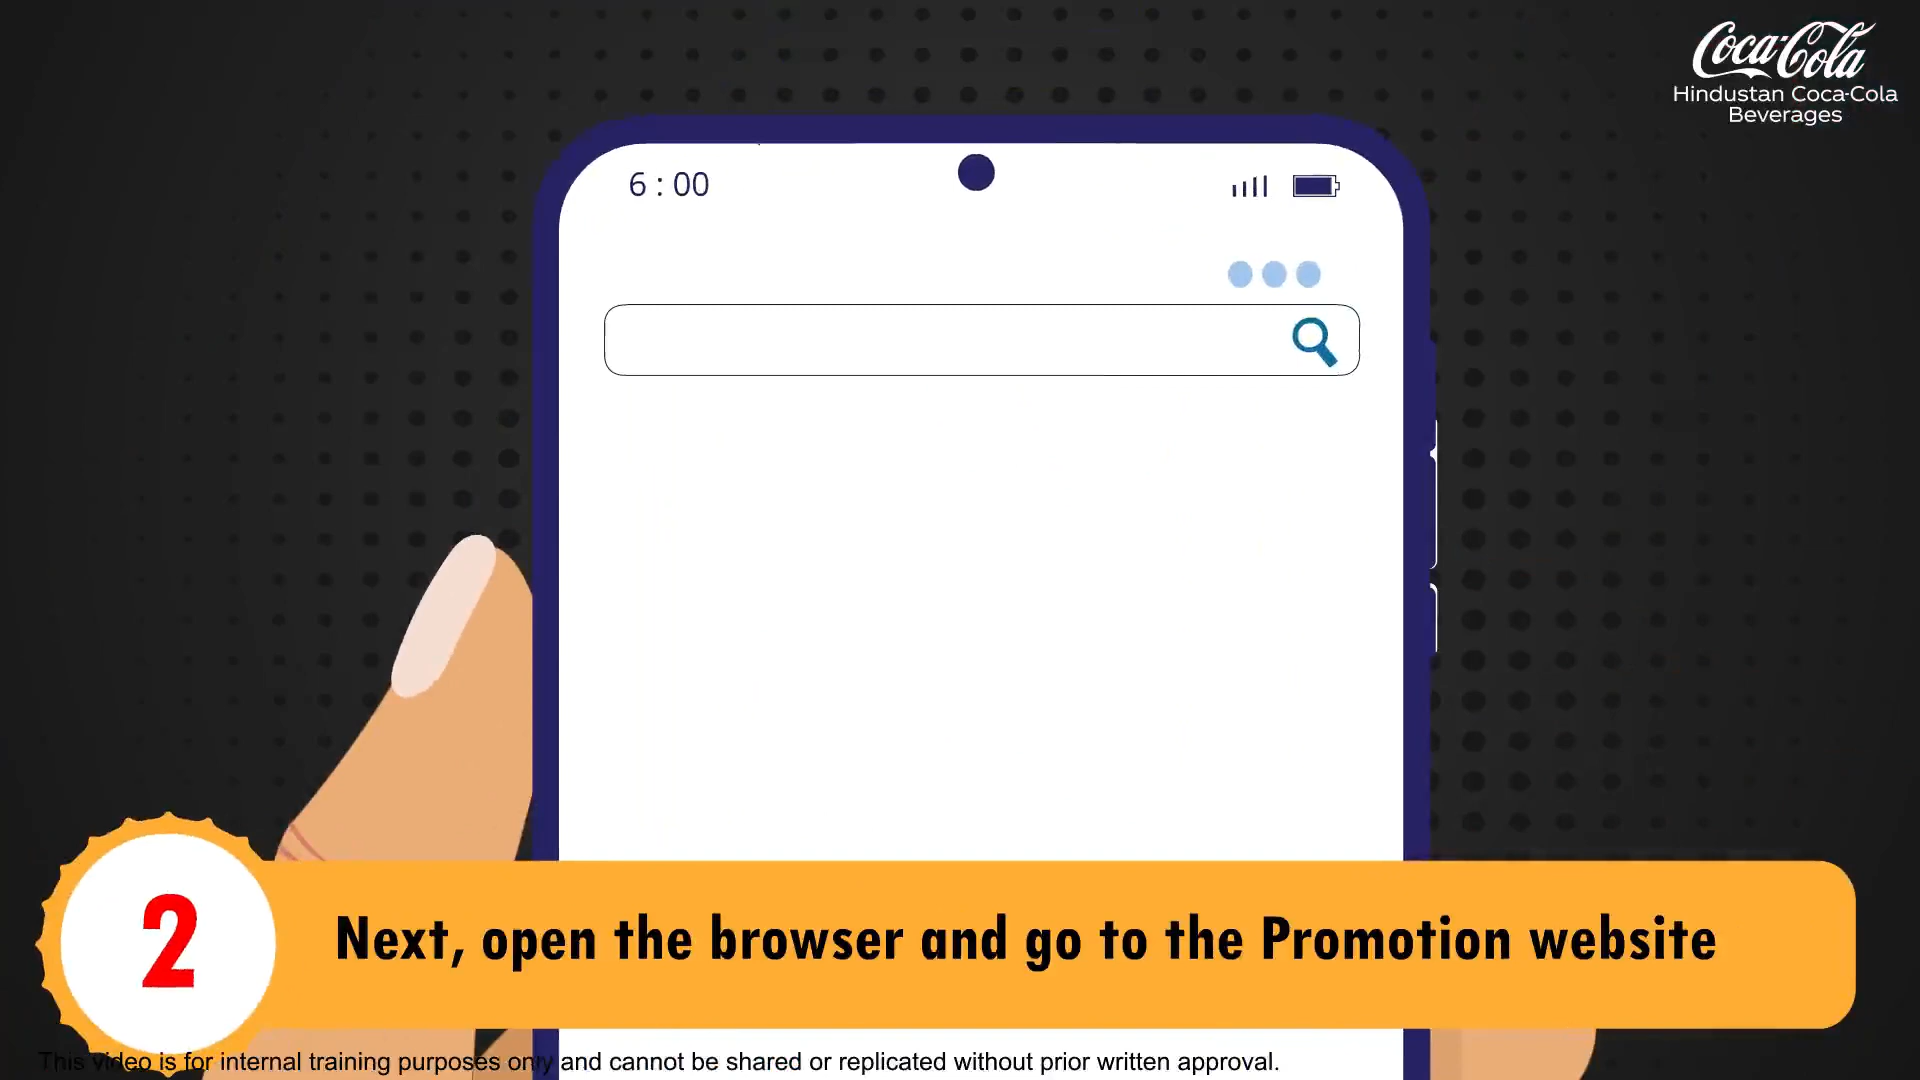 Coca-Cola
Hindustan Coca-Cola
Beverages
6 : 00
2
Next, open the browser and go to the Promotion website
This video is for internal training purposes only and cannot be shared or replicated without prior written approval.